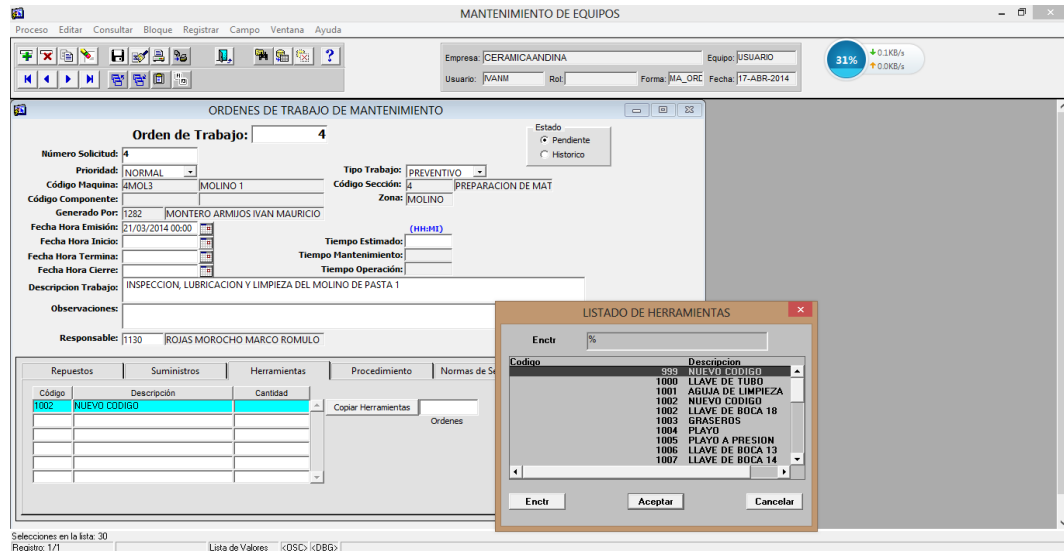 MANTENIMIENTO DE EQUIPOS
Proceso Editar Consultar Bloque Registrar Campo Ventana Ayuda
Empresa: CERAMICAANDINA Equipo: USUARIO
Usuario: IVANM Rol: Forma: MA_ORE Fecha: 17-ABR-2014
31%
0.1KB/s
0.0KB/s
ORDENES DE TRABAJO DE MANTENIMIENTO
Orden de Trabajo: 4
Estado
Pendiente
Historico
Número Solicitud: 4
Prioridad: NORMAL Tipo Trabajo: PREVENTIVO
Código Maquina: 4MOL3 MOLINO 1 Código Sección: 4 PREPARACION DE MAT
Código Componente: Zona: MOLINO
Generado Por: 1282 MONTERO ARMIJOS IVAN MAURICIO
Fecha Hora Emisión: 21/03/2014 00:00 (HH:MI)
Fecha Hora Inicio: Tiempo Estimado:
Fecha Hora Termina: Tiempo Mantenimiento:
Fecha Hora Cierre: Tiempo Operación:
Descripcion Trabajo: INSPECCION, LUBRICACION Y LIMPIEZA DEL MOLINO DE PASTA 1
Observaciones:
Responsable: 1130 ROJAS MOROCHO MARCO ROMULO
Repuestos Suministros Herramientas Procedimiento Normas de Se
Código Descripción Cantidad
1002 NUEVO CODIGO
Copiar Herramientas
Ordenes
LISTADO DE HERRAMIENTAS
Enctr %
Codigo Descripcion
999 NUEVO CODIGO
1000 LLAVE DE TUBO
1001 AGUJA DE LIMPIEZA
1002 NUEVO CODIGO
1002 LLAVE DE BOCA 18
1003 GRASEROS
1004 PLAYO
1005 PLAYO A PRESION
1006 LLAVE DE BOCA 13
1007 LLAVE DE BOCA 14
Enctr Aceptar Cancelar
Selecciones en la lista: 30
Registro: 1/1 Lista de Valores <OSC> <DBG>